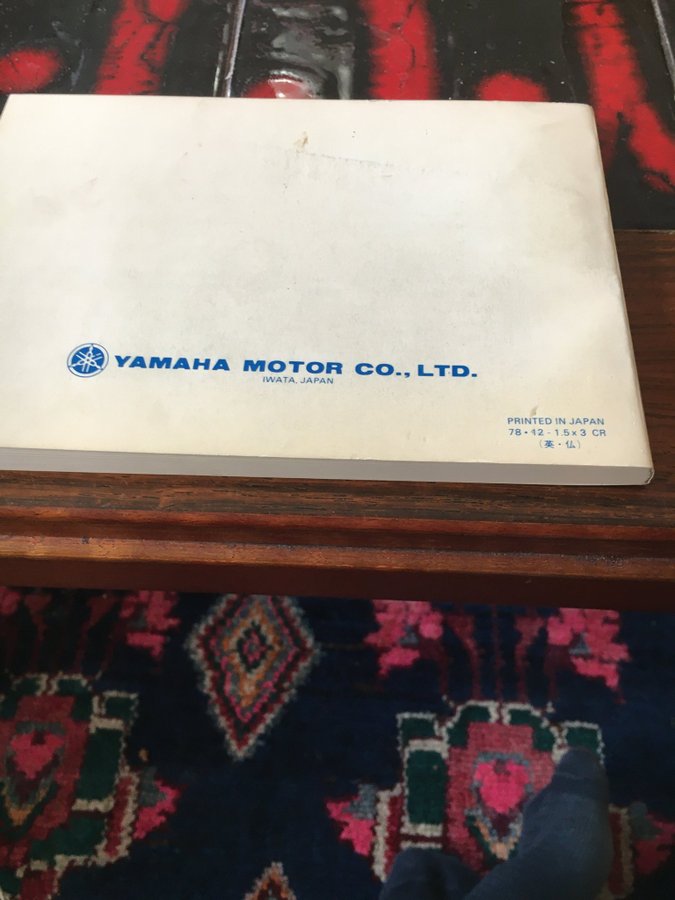 YAMAHA MOTOR CO., LTD.
IWATA, JAPAN
PRINTED IN JAPAN
78・12 - 1.5 x 3 CR
(英・仏)